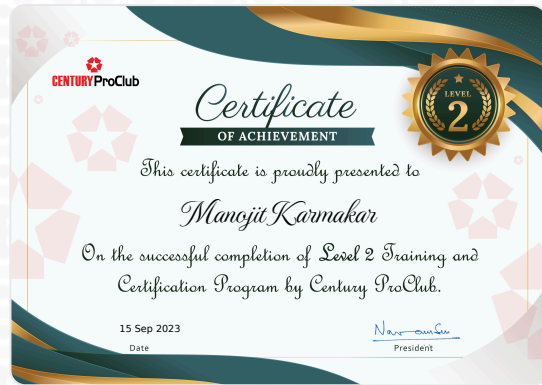 CENTURY ProClub
Certificate
OF ACHIEVEMENT
LEVEL
2
This certificate is proudly presented to
Manojit Karmakar
On the successful completion of Level 2 Training and
Certification Program by Century ProClub.
15 Sep 2023
Date
President